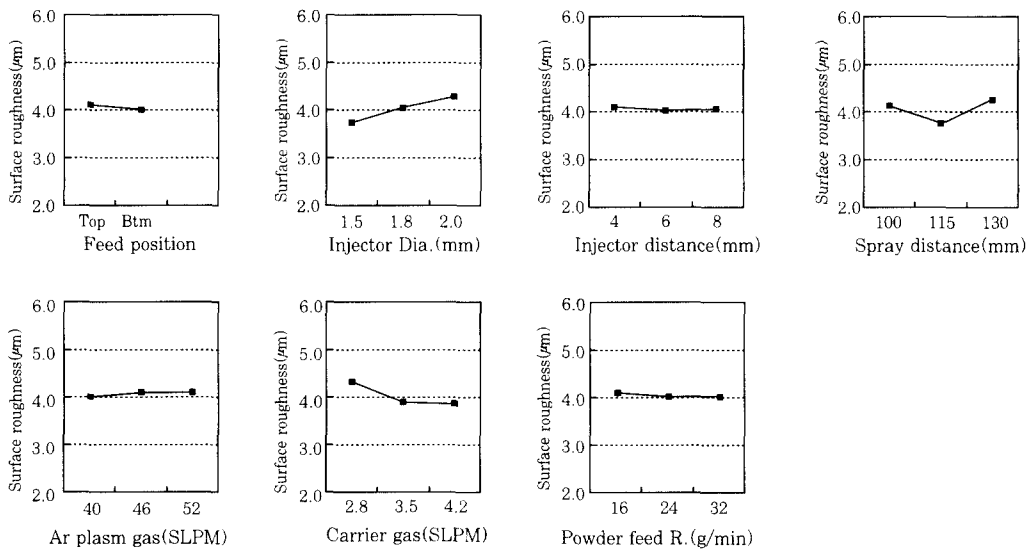 Surface roughness(μm)
6.0
5.0
4.0
3.0
2.0
Top Btm
Feed position
Surface roughness(μm)
6.0
5.0
4.0
3.0
2.0
1.5 1.8 2.0
Injector Dia.(mm)
Surface roughness(μm)
6.0
5.0
4.0
3.0
2.0
4 6 8
Injector distance(mm)
Surface roughness(μm)
6.0
5.0
4.0
3.0
2.0
100 115 130
Spray distance(mm)
Surface roughness(μm)
6.0
5.0
4.0
3.0
2.0
40 46 52
Ar plasm gas(SLPM)
Surface roughness(μm)
6.0
5.0
4.0
3.0
2.0
2.8 3.5 4.2
Carrier gas(SLPM)
Surface roughness(μm)
6.0
5.0
4.0
3.0
2.0
16 24 32
Powder feed R.(g/min)